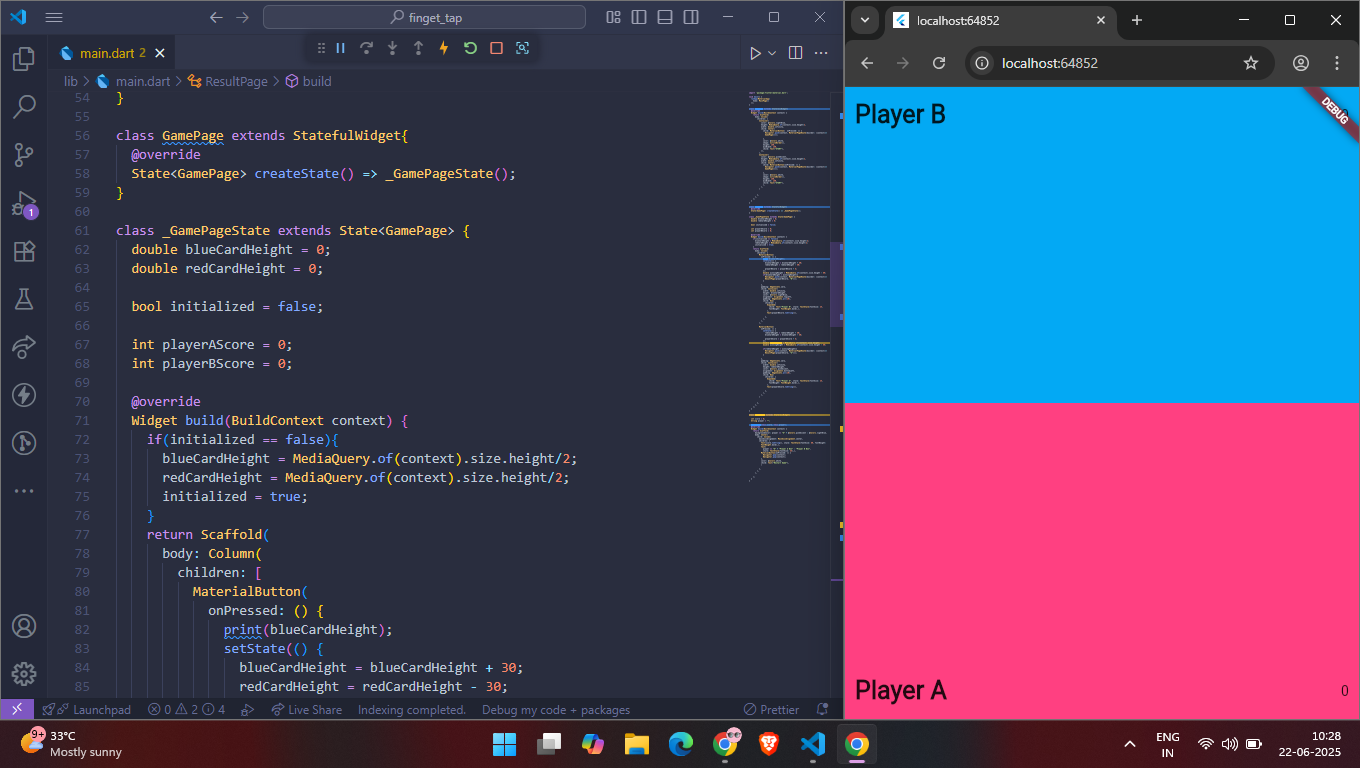 finget_tap
main.dart 2
lib > main.dart > ResultPage > build
54 }
55
56 class GamePage extends StatefulWidget{
57 @override
58 State<GamePage> createState() => _GamePageState();
59 }
60
61 class _GamePageState extends State<GamePage> {
62 double blueCardHeight = 0;
63 double redCardHeight = 0;
64
65 bool initialized = false;
66
67 int playerAScore = 0;
68 int playerBScore = 0;
69
70 @override
71 Widget build(BuildContext context) {
72 if(initialized == false){
73 blueCardHeight = MediaQuery.of(context).size.height/2;
74 redCardHeight = MediaQuery.of(context).size.height/2;
75 initialized = true;
76 }
77 return Scaffold(
78 body: Column(
79 children: [
80 MaterialButton(
81 onPressed: () {
82 print(blueCardHeight);
83 setState(() {
84 blueCardHeight = blueCardHeight + 30;
85 redCardHeight = redCardHeight - 30;
1
Launchpad 0 2 4 Live Share Indexing completed. Debug my code + packages Prettier
localhost:64852
localhost:64852
Player B
DEBUG
Player A 0
9+
33°C
Mostly sunny
ENG
IN
10:28
22-06-2025